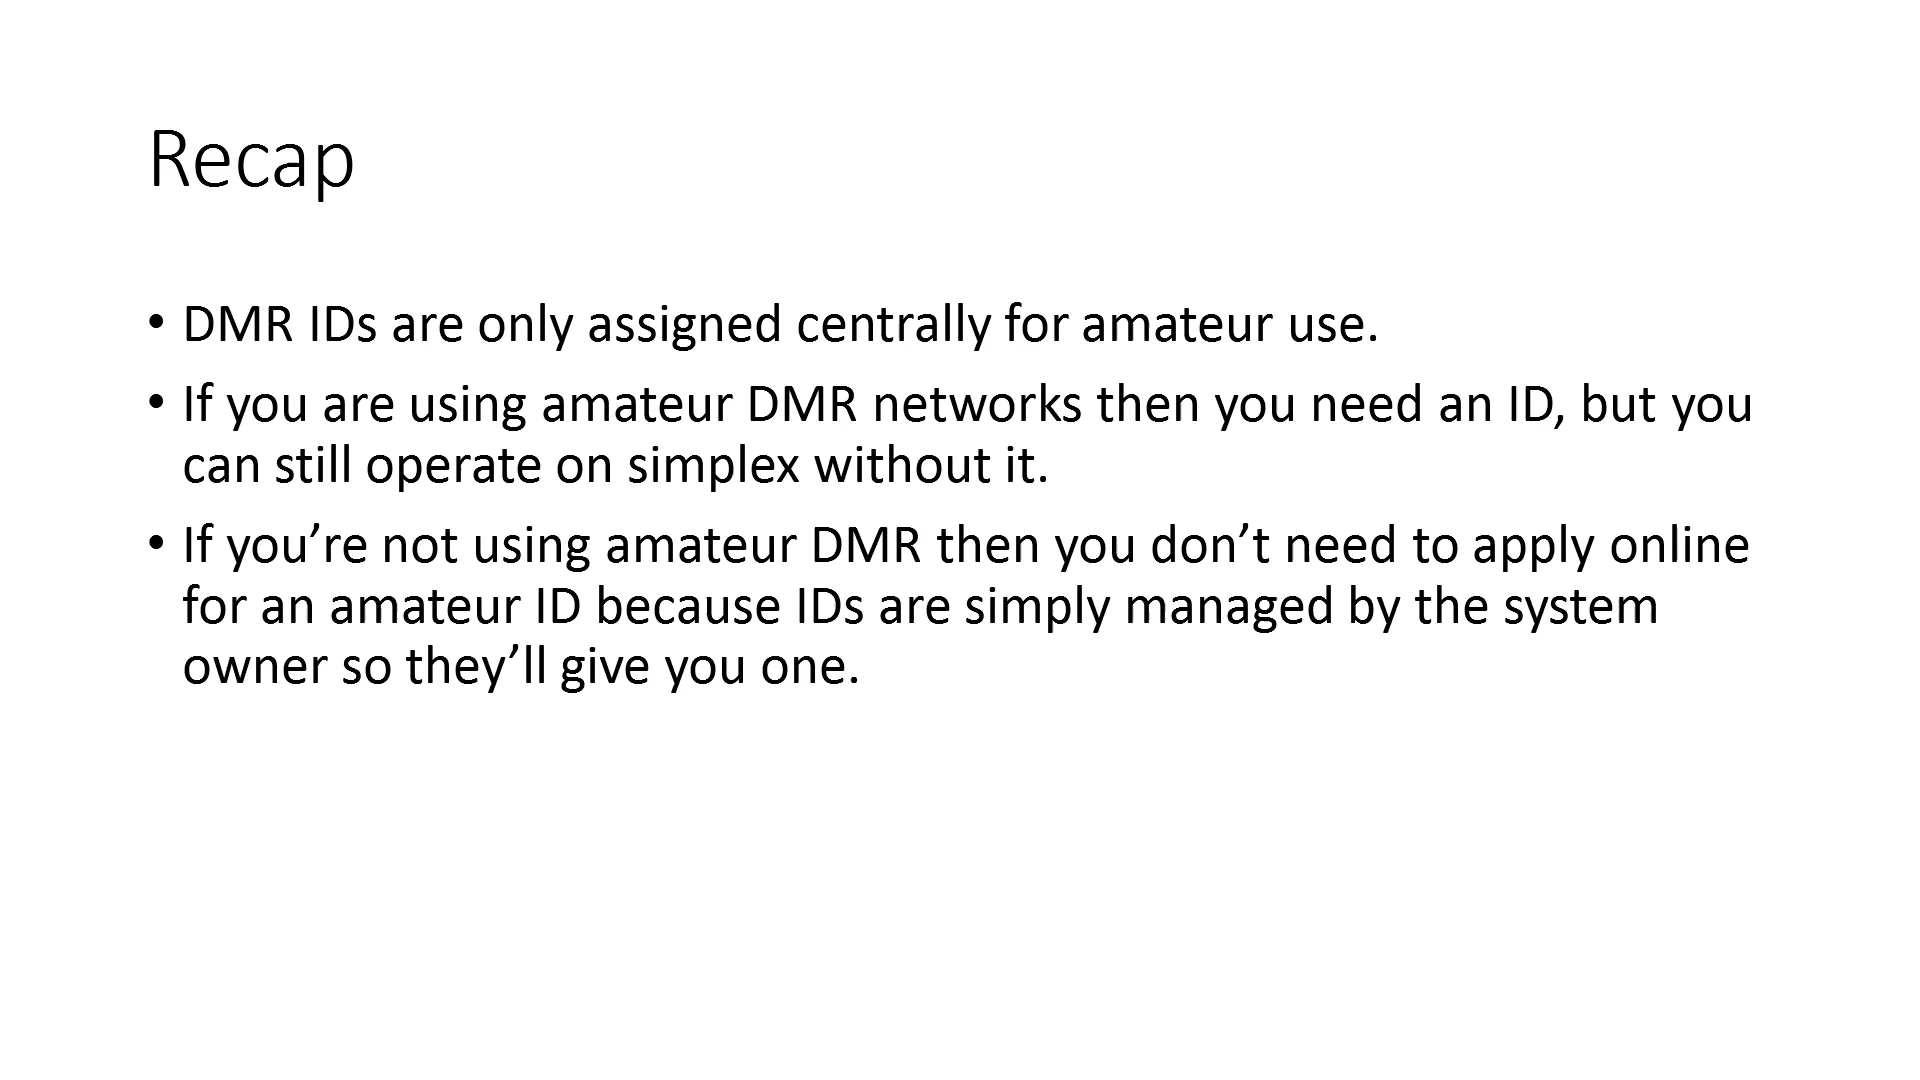 Recap
• DMR IDs are only assigned centrally for amateur use.
• If you are using amateur DMR networks then you need an ID, but you
can still operate on simplex without it.
• If you’re not using amateur DMR then you don’t need to apply online
for an amateur ID because IDs are simply managed by the system
owner so they’ll give you one.